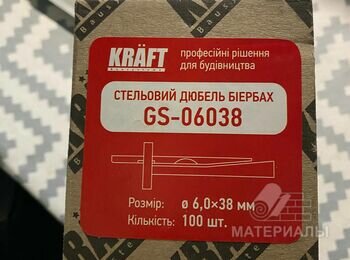 KRÄFT
професійні рішення
для будівництва
СТЕЛЬОВИЙ ДЮБЕЛЬ БІЕРБАХ
GS-06038
Розмір: ø 6,0×38 мм
Кількість: 100 шт.
МАТЕРИАЛЫ